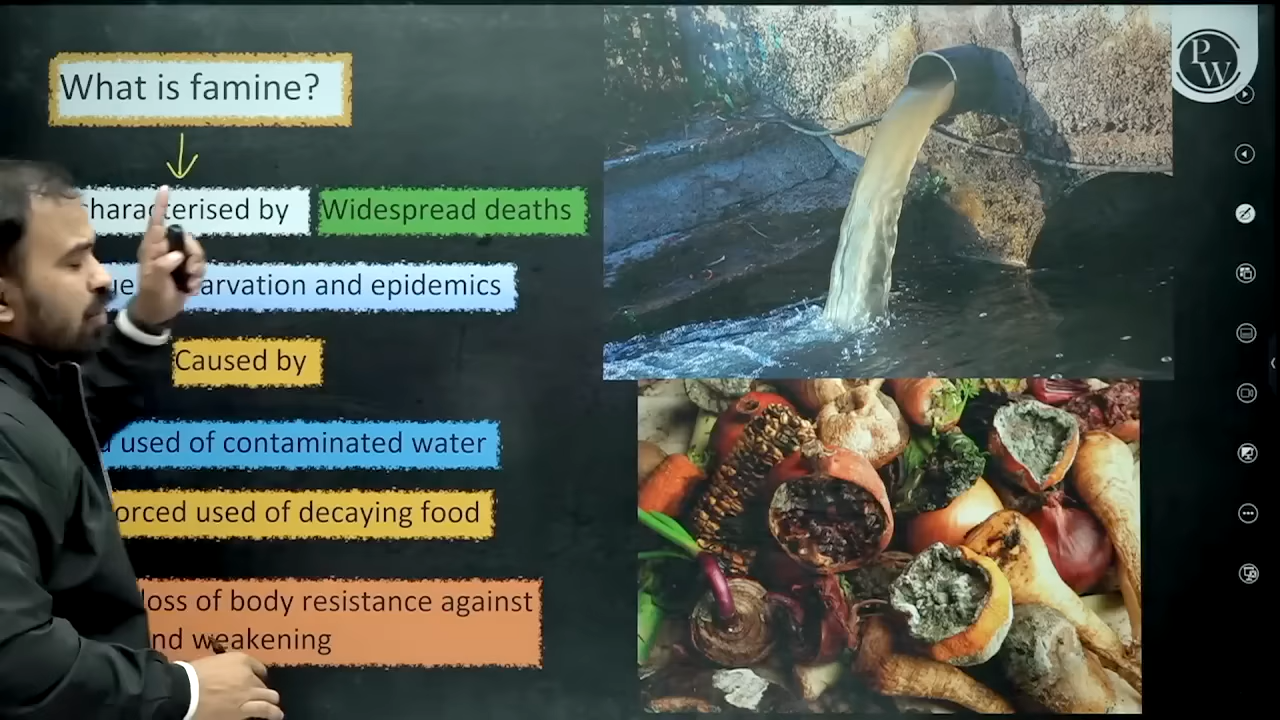 What is famine?
characterised by
Widespread deaths
arvation and epidemics
Caused by
used of contaminated water
orced used of decaying food
loss of body resistance against
nd weakening
PW